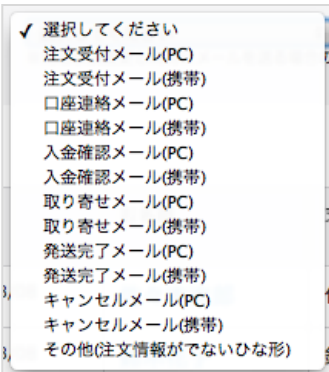 ✓ 選択してください
注文受付メール(PC)
注文受付メール(携帯)
口座連絡メール(PC)
口座連絡メール(携帯)
入金確認メール(PC)
入金確認メール(携帯)
取り寄せメール(PC)
取り寄せメール(携帯)
発送完了メール(PC)
発送完了メール(携帯)
キャンセルメール(PC)
キャンセルメール(携帯)
その他(注文情報がでないひな形)